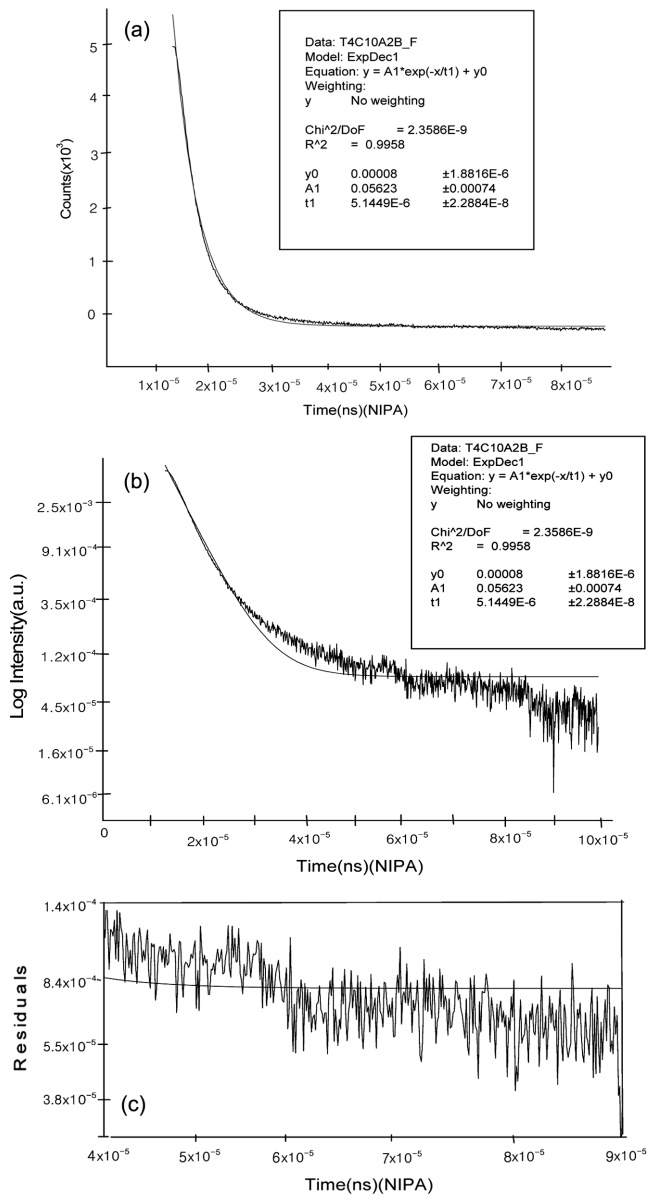 (a)
Data: T4C10A2B_F
Model: ExpDec1
Equation: y = A1*exp(-x/t1) + y0
Weighting:
y No weighting
Chi^2/DoF = 2.3586E-9
R^2 = 0.9958
y0 0.00008 ±1.8816E-6
A1 0.05623 ±0.00074
t1 5.1449E-6 ±2.2884E-8
Counts(x10³)
5
4
3
2
1
0
1x10⁻⁵ 2x10⁻⁵ 3x10⁻⁵ 4x10⁻⁵ 5x10⁻⁵ 6x10⁻⁵ 7x10⁻⁵ 8x10⁻⁵
Time(ns)(NIPA)
(b)
Data: T4C10A2B_F
Model: ExpDec1
Equation: y = A1*exp(-x/t1) + y0
Weighting:
y No weighting
Chi^2/DoF = 2.3586E-9
R^2 = 0.9958
y0 0.00008 ±1.8816E-6
A1 0.05623 ±0.00074
t1 5.1449E-6 ±2.2884E-8
Log Intensity(a.u.)
2.5x10⁻³
9.1x10⁻⁴
3.5x10⁻⁴
1.2x10⁻⁴
4.5x10⁻⁵
1.6x10⁻⁵
6.1x10⁻⁶
0 2x10⁻⁵ 4x10⁻⁵ 6x10⁻⁵ 8x10⁻⁵ 10x10⁻⁵
Time(ns)(NIPA)
Residuals
1.4x10⁻⁴
8.4x10⁻⁴
5.5x10⁻⁵
3.8x10⁻⁵
(c)
4x10⁻⁵ 5x10⁻⁵ 6x10⁻⁵ 7x10⁻⁵ 8x10⁻⁵ 9x10⁻⁵
Time(ns)(NIPA)